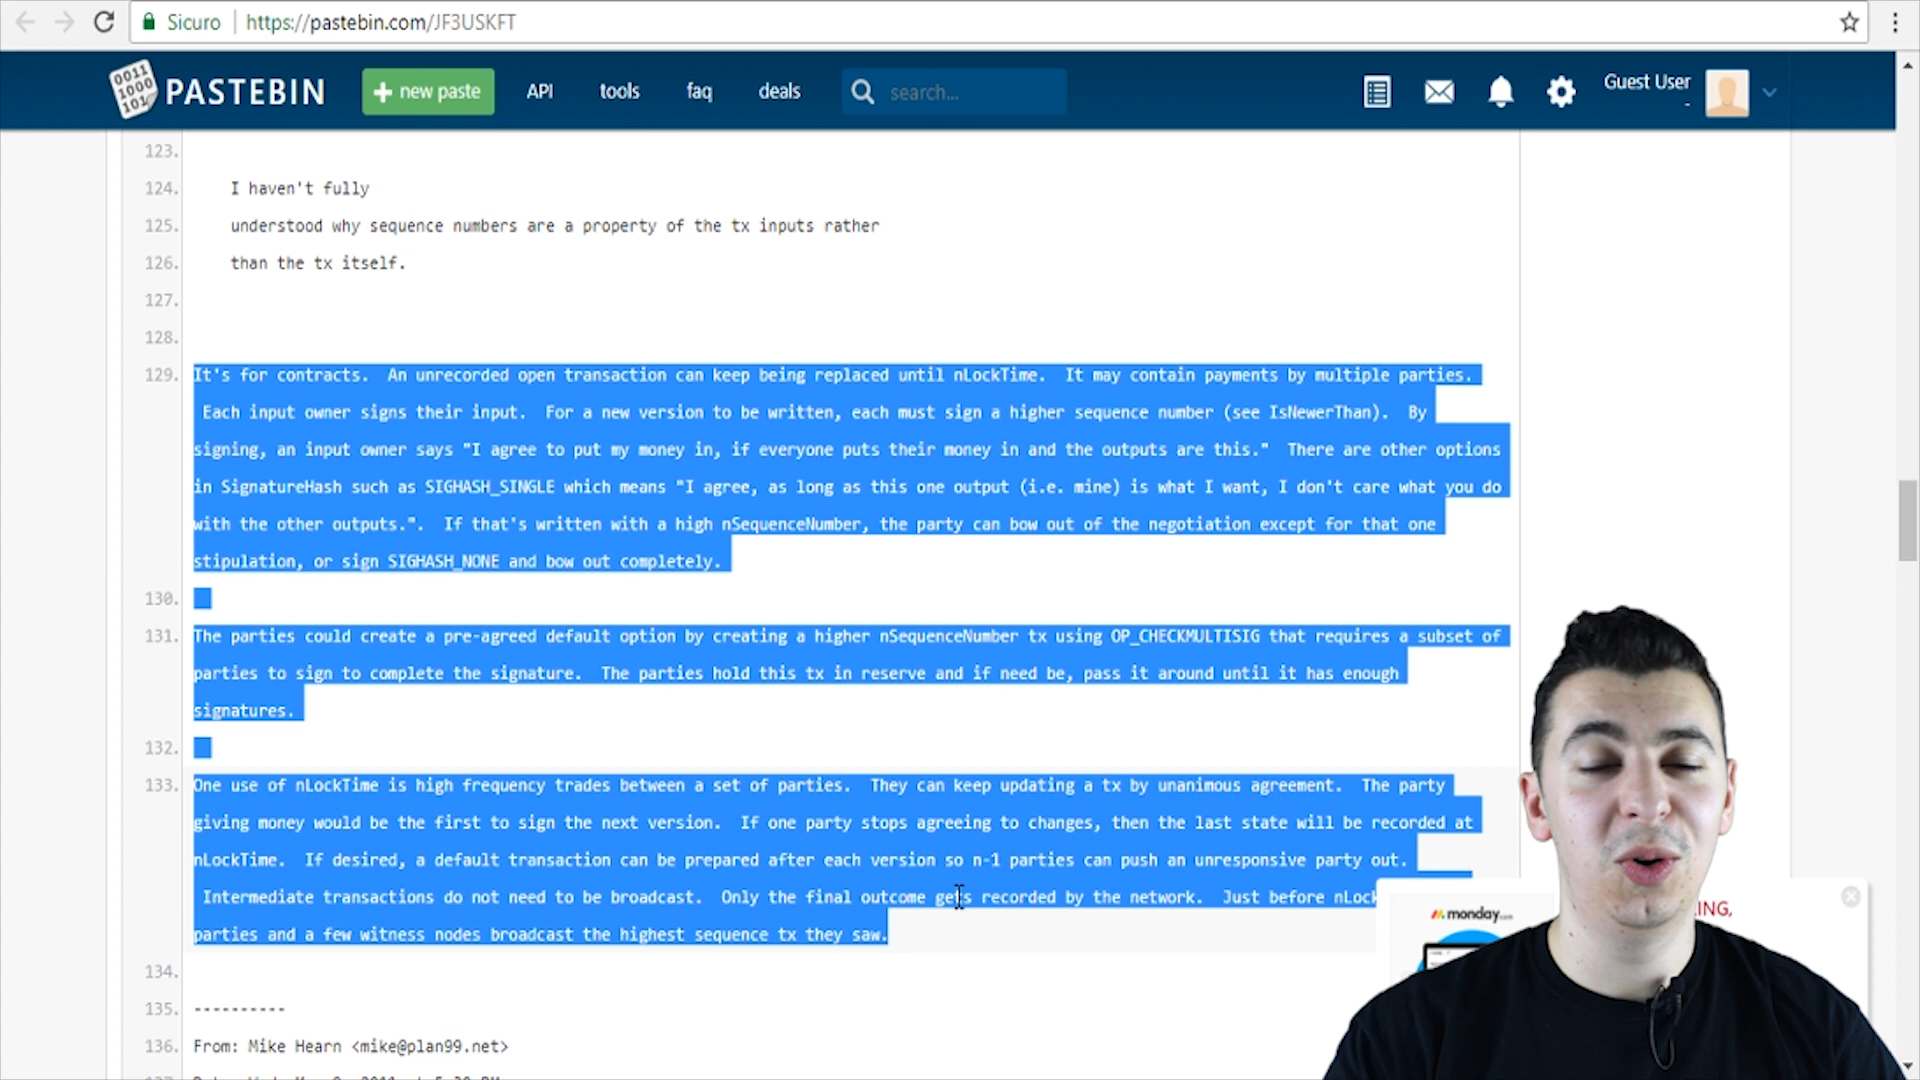 Sicuro
https://pastebin.com/JF3USKFT
0011
1000
101
PASTEBIN
+ new paste
API
tools
faq
deals
search...
Guest User
-
123.
124. I haven't fully
125. understood why sequence numbers are a property of the tx inputs rather
126. than the tx itself.
127.
128.
129. It's for contracts.  An unrecorded open transaction can keep being replaced until nLockTime.  It may contain payments by multiple parties.
Each input owner signs their input.  For a new version to be written, each must sign a higher sequence number (see IsNewerThan).  By
signing, an input owner says "I agree to put my money in, if everyone puts their money in and the outputs are this."  There are other options
in SignatureHash such as SIGHASH_SINGLE which means "I agree, as long as this one output (i.e. mine) is what I want, I don't care what you do
with the other outputs.".  If that's written with a high nSequenceNumber, the party can bow out of the negotiation except for that one
stipulation, or sign SIGHASH_NONE and bow out completely.
130.
131. The parties could create a pre-agreed default option by creating a higher nSequenceNumber tx using OP_CHECKMULTISIG that requires a subset of
parties to sign to complete the signature.  The parties hold this tx in reserve and if need be, pass it around until it has enough
signatures.
132.
133. One use of nLockTime is high frequency trades between a set of parties.  They can keep updating a tx by unanimous agreement.  The party
giving money would be the first to sign the next version.  If one party stops agreeing to changes, then the last state will be recorded at
nLockTime.  If desired, a default transaction can be prepared after each version so n-1 parties can push an unresponsive party out.
Intermediate transactions do not need to be broadcast.  Only the final outcome gets recorded by the network.  Just before nLock
parties and a few witness nodes broadcast the highest sequence tx they saw.
134.
135. ----------
136. From: Mike Hearn <mike@plan99.net>
monday.com
ING,